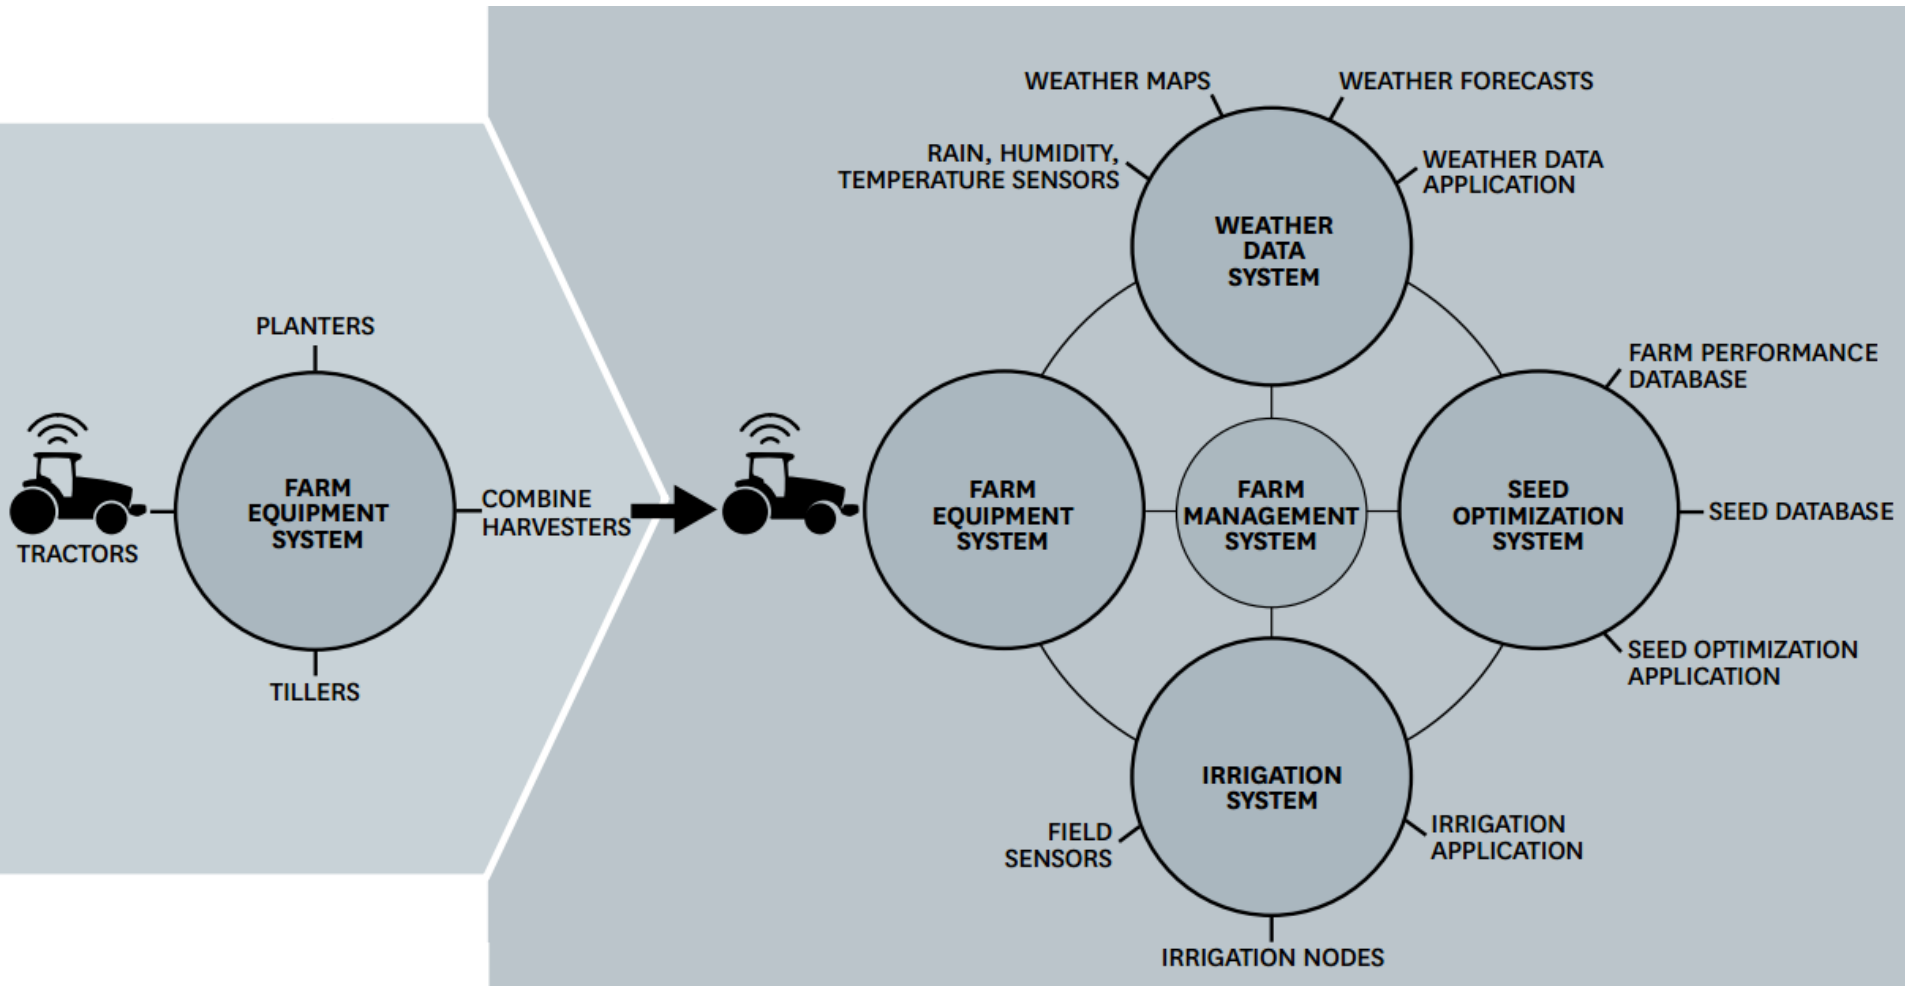 PLANTERS
TRACTORS
FARM
EQUIPMENT
SYSTEM
COMBINE
HARVESTERS
TILLERS
WEATHER MAPS
WEATHER FORECASTS
RAIN, HUMIDITY,
TEMPERATURE SENSORS
WEATHER DATA
APPLICATION
WEATHER
DATA
SYSTEM
FARM
EQUIPMENT
SYSTEM
FARM
MANAGEMENT
SYSTEM
SEED
OPTIMIZATION
SYSTEM
FARM PERFORMANCE
DATABASE
SEED DATABASE
SEED OPTIMIZATION
APPLICATION
IRRIGATION
SYSTEM
FIELD
SENSORS
IRRIGATION
APPLICATION
IRRIGATION NODES